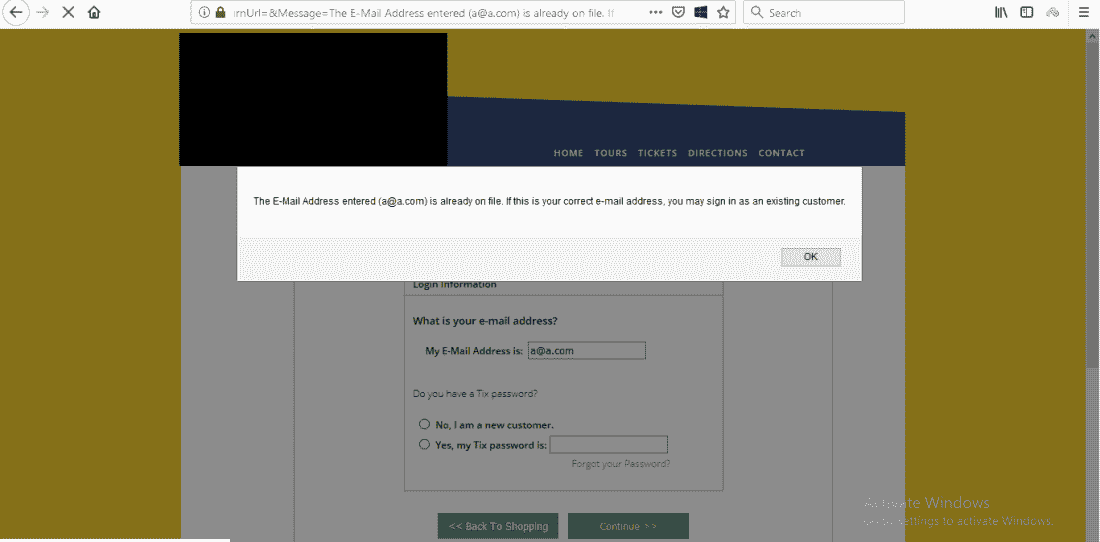 ırnUrl=&Message=The E-Mail Address entered (a@a.com) is already on file. If
Search
HOME TOURS TICKETS DIRECTIONS CONTACT
The E-Mail Address entered (a@a.com) is already on file. If this is your correct e-mail address, you may sign in as an existing customer.
OK
Login Information
What is your e-mail address?
My E-Mail Address is: a@a.com
Do you have a Tix password?
No, I am a new customer.
Yes, my Tix password is:
Forgot your Password?
<< Back To Shopping Continue >>
Activate Windows
Go to Settings to activate Windows.